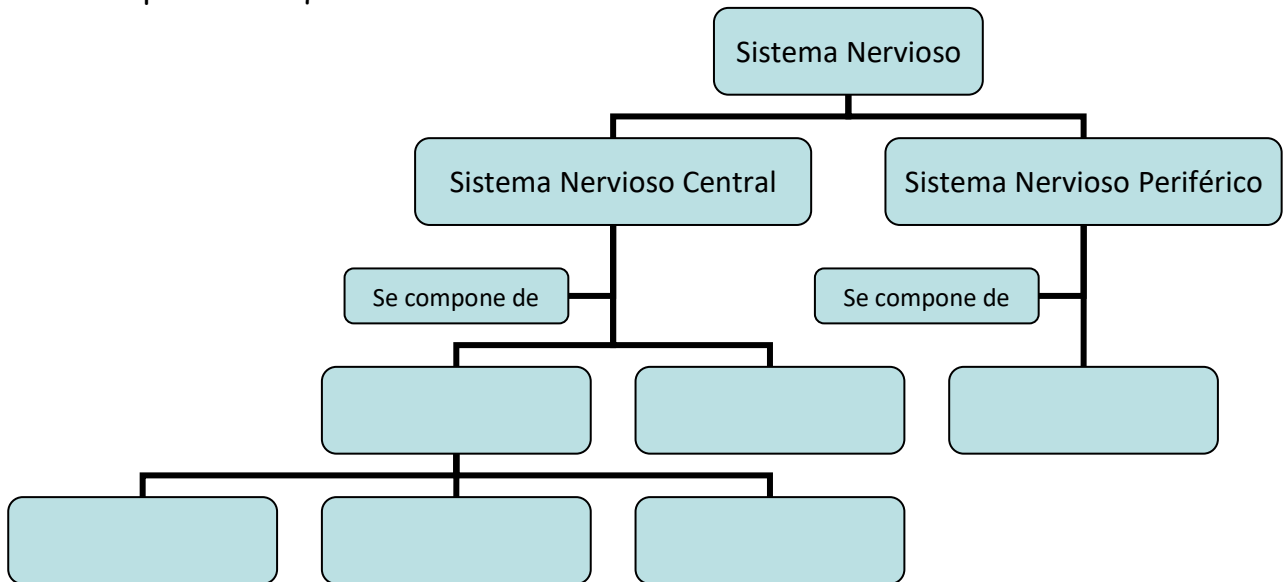 Sistema Nervioso
Sistema Nervioso Central
Sistema Nervioso Periférico
Se compone de
Se compone de